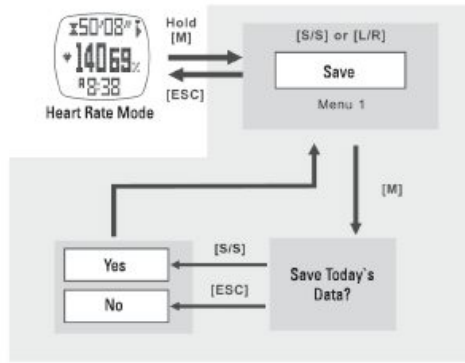 50'08"
Hold
[M]
[S/S] or [L/R]
140 69%
Save
A 8:38
[ESC]
Menu 1
Heart Rate Mode
[M]
[S/S]
Yes
Save Today's
Data?
[ESC]
No